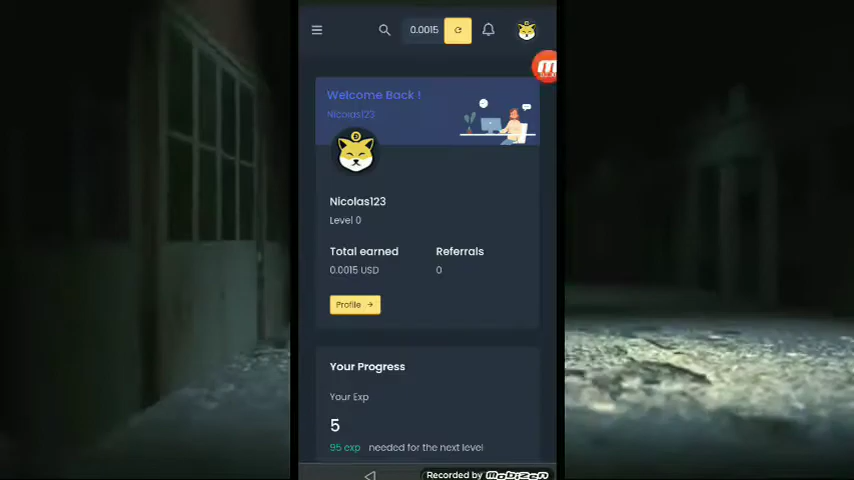 0.0015
Welcome Back !
Nicolas123
Nicolas123
Level 0
Total earned
Referrals
0.0015 USD
0
Profile →
Your Progress
Your Exp
5
95 exp needed for the next level
Recorded by mobizen